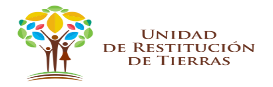 UNIDAD
DE RESTITUCIÓN
DE TIERRAS